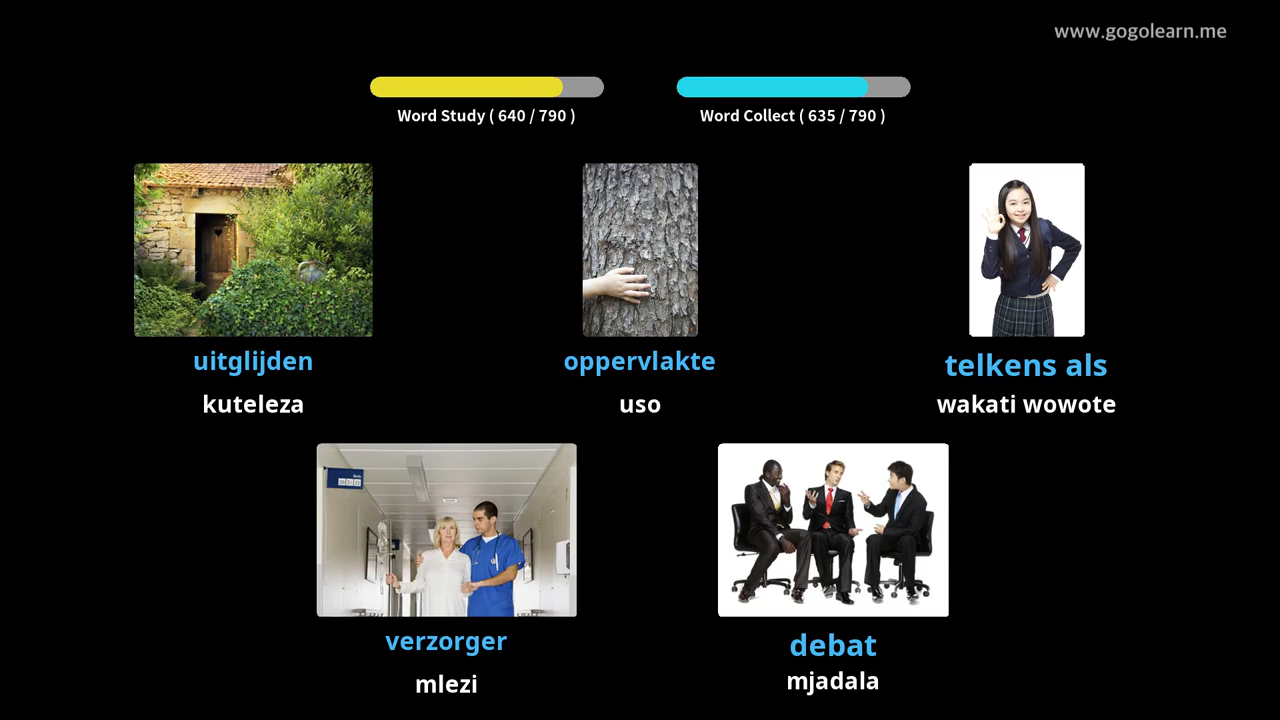 www.gogolearn.me
Word Study ( 640 / 790 )
Word Collect ( 635 / 790 )
uitglijden
oppervlakte
telkens als
kuteleza
uso
wakati wowote
verzorger
debat
mlezi
mjadala